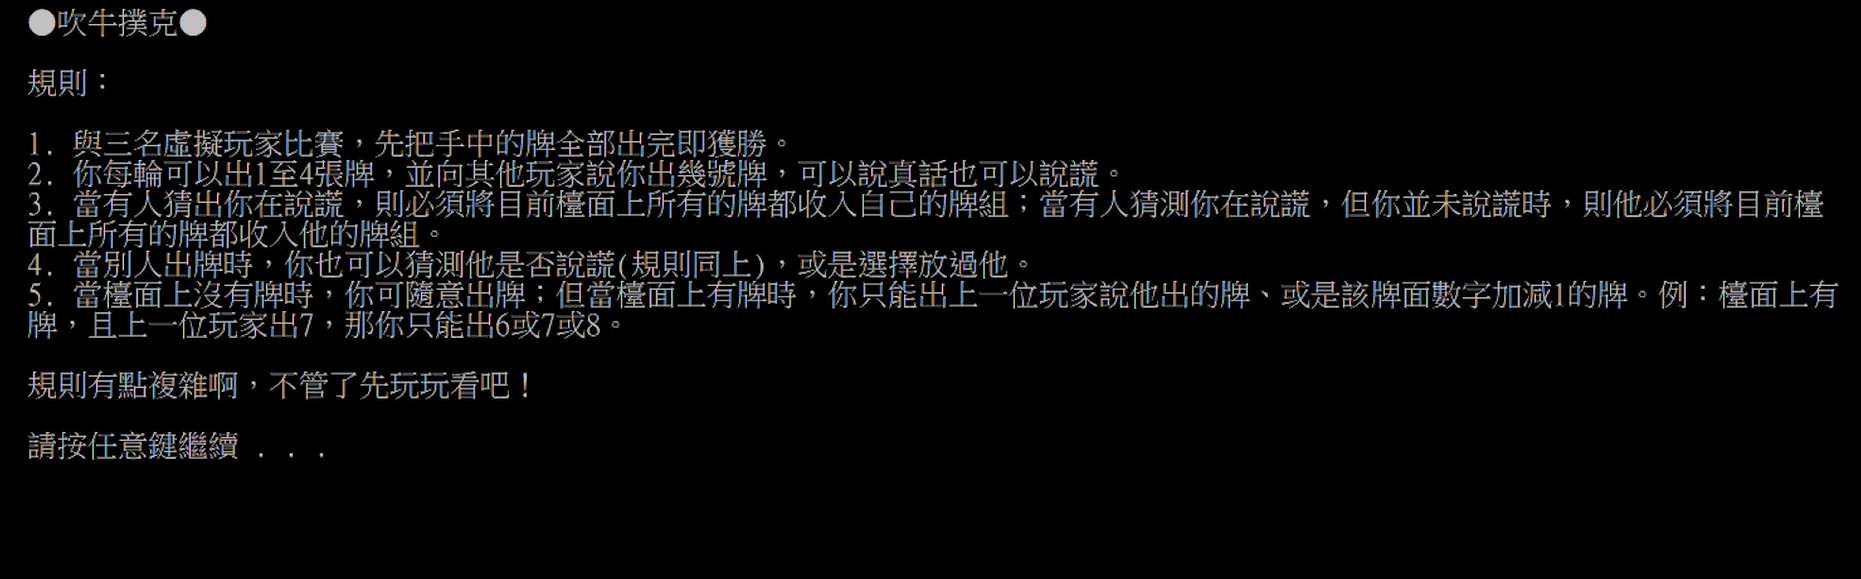 ●吹牛撲克●
規則：
1. 與三名虛擬玩家比賽，先把手中的牌全部出完即獲勝。
2. 你每輪可以出1至4張牌，並向其他玩家說你出幾號牌，可以說真話也可以說謊。
3. 當有人猜出你在說謊，則必須將目前檯面上所有的牌都收入自己的牌組；當有人猜測你在說謊，但你並未說謊時，則他必須將目前檯
面上所有的牌都收入他的牌組。
4. 當別人出牌時，你也可以猜測他是否說謊(規則同上)，或是選擇放過他。
5. 當檯面上沒有牌時，你可隨意出牌；但當檯面上有牌時，你只能出上一位玩家說他出的牌、或是該牌面數字加減1的牌。例：檯面上有
牌，且上一位玩家出7，那你只能出6或7或8。
規則有點複雜啊，不管了先玩玩看吧！
請按任意鍵繼續 . . .